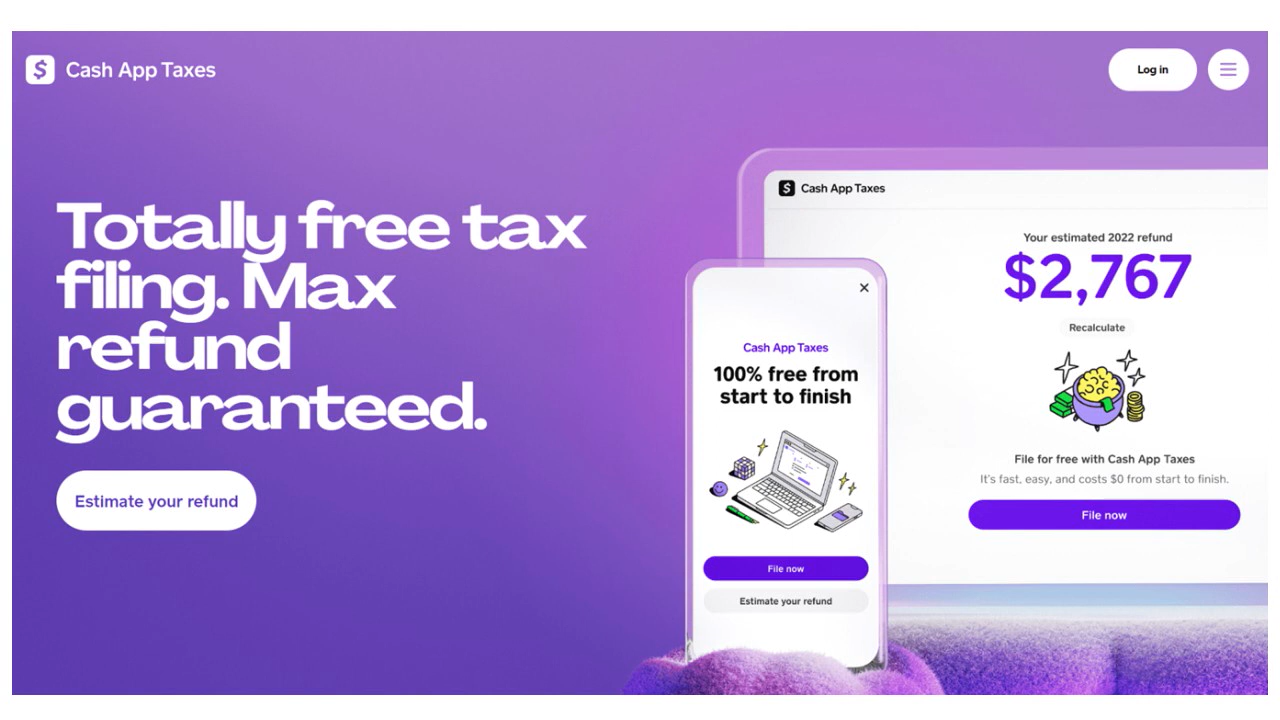 Cash App Taxes
Log in
Totally free tax
filing. Max
refund
guaranteed.
Estimate your refund
Cash App Taxes
Your estimated 2022 refund
$2,767
Recalculate
File for free with Cash App Taxes
It's fast, easy, and costs $0 from start to finish.
File now
Cash App Taxes
100% free from
start to finish
File now
Estimate your refund